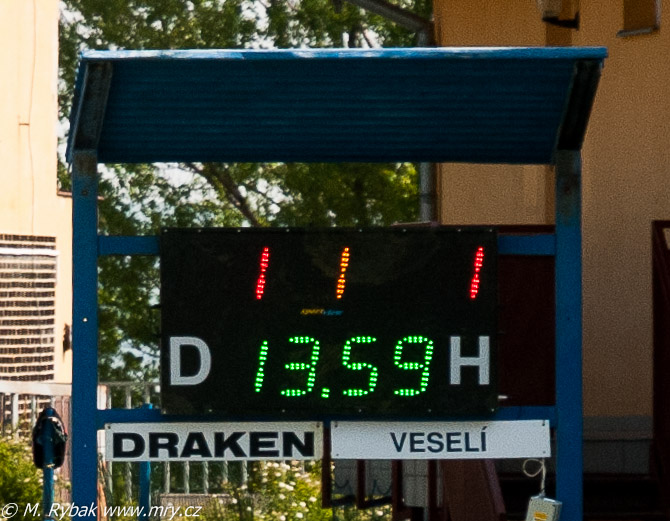 1 1 1
D 13.59 H
DRAKEN VESELÍ
© M. Rybak www.mry.cz